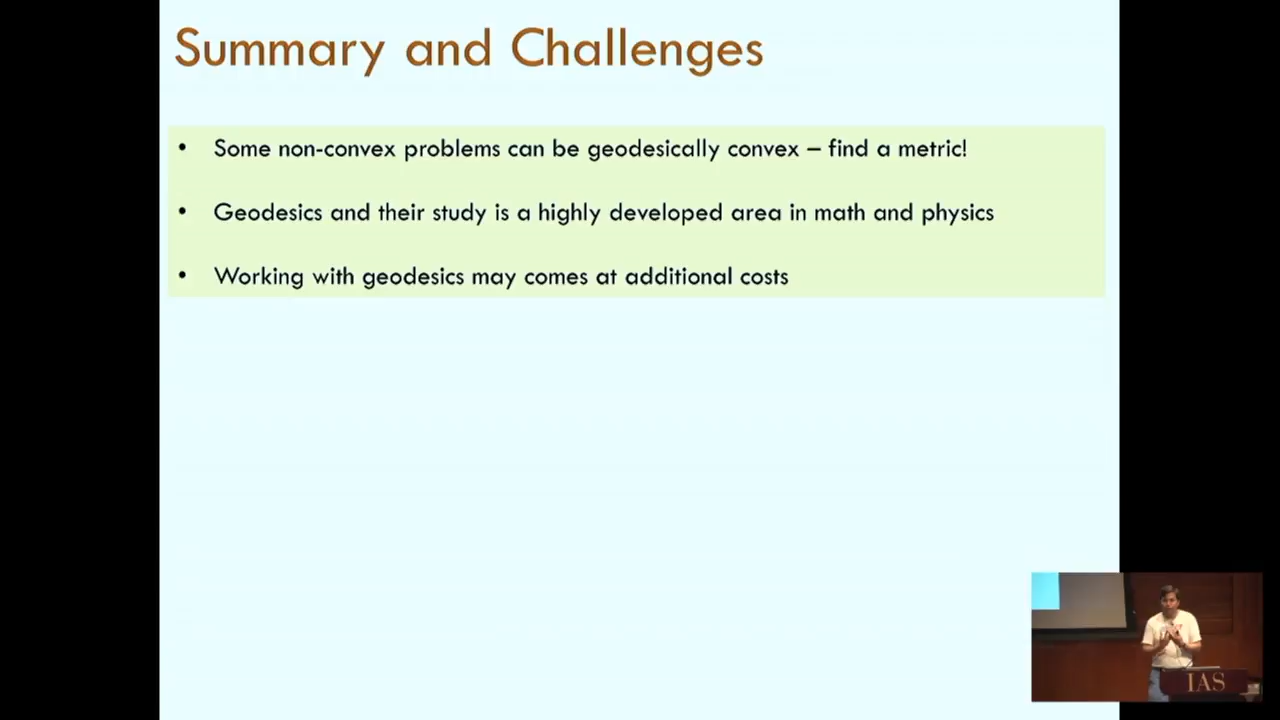 Summary and Challenges
• Some non-convex problems can be geodesically convex – find a metric!
• Geodesics and their study is a highly developed area in math and physics
• Working with geodesics may comes at additional costs
IAS